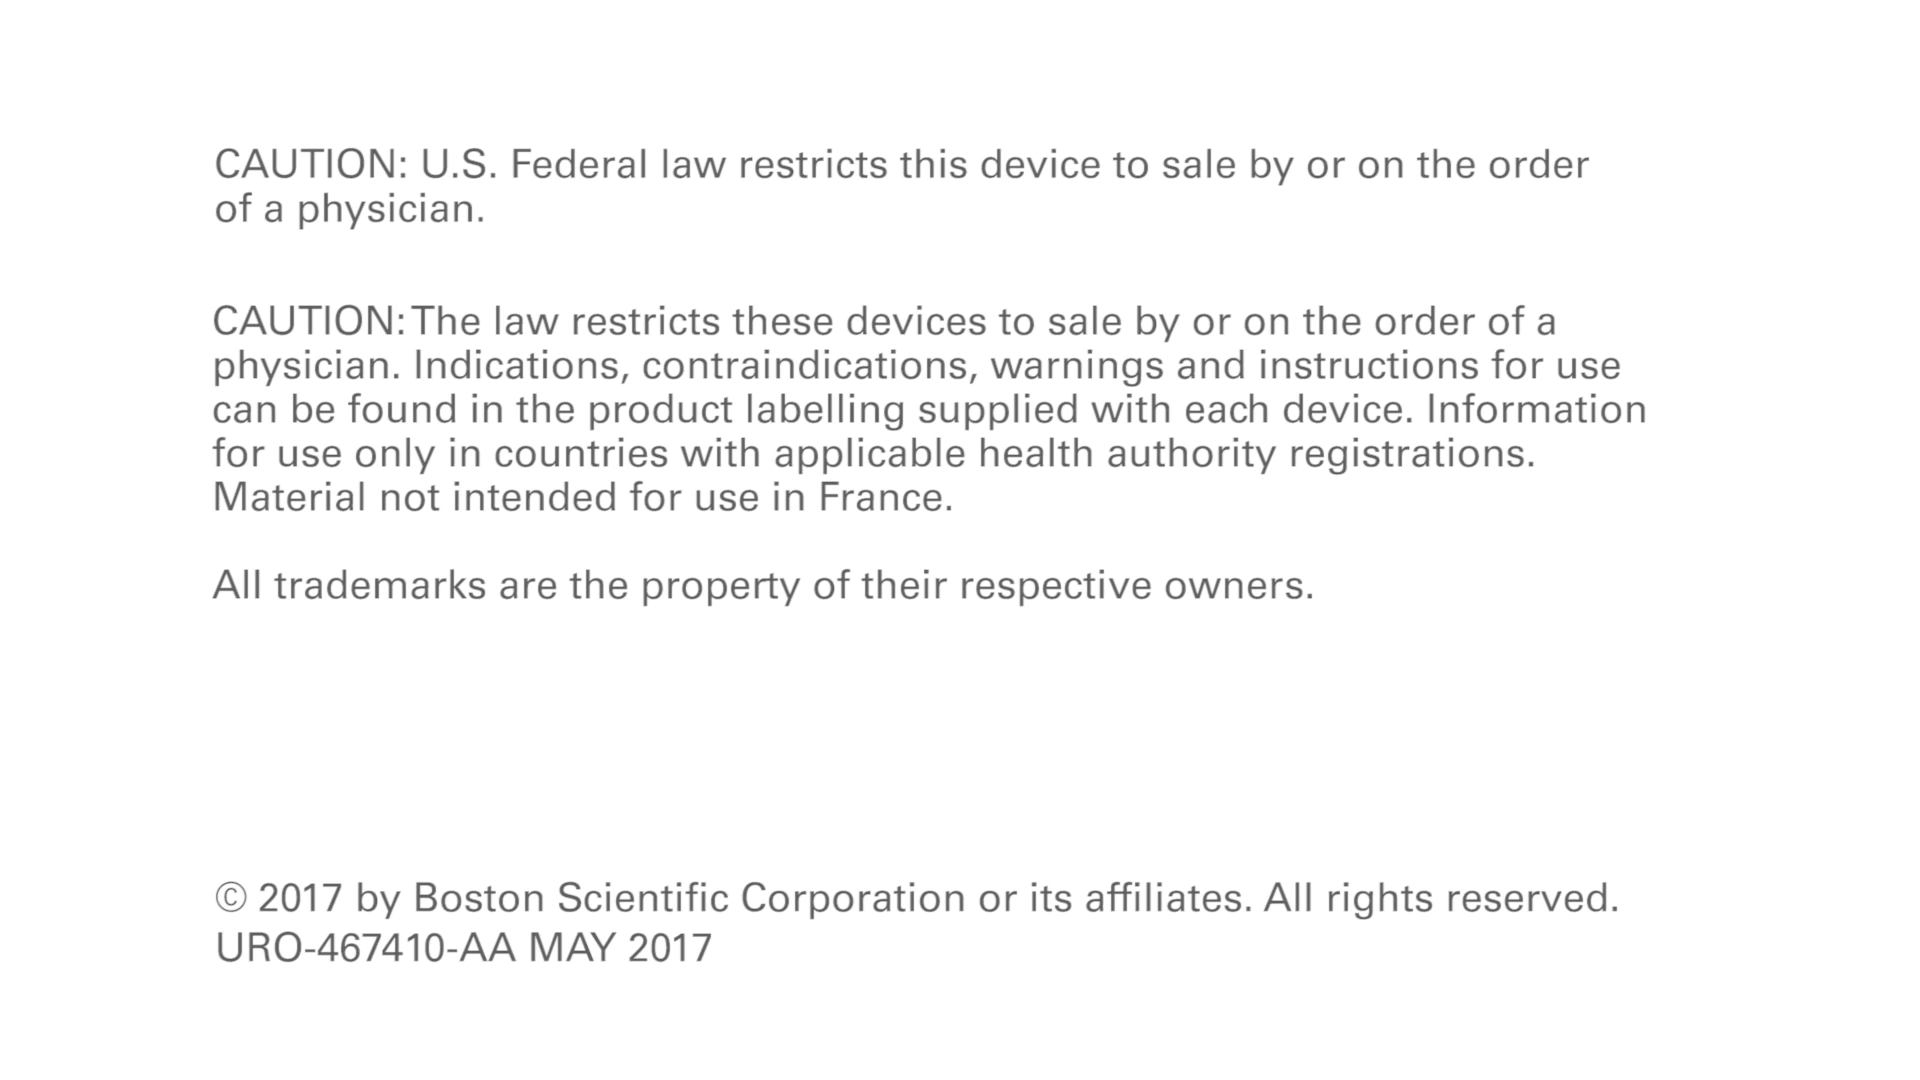 CAUTION: U.S. Federal law restricts this device to sale by or on the order
of a physician.
CAUTION: The law restricts these devices to sale by or on the order of a
physician. Indications, contraindications, warnings and instructions for use
can be found in the product labelling supplied with each device. Information
for use only in countries with applicable health authority registrations.
Material not intended for use in France.
All trademarks are the property of their respective owners.
© 2017 by Boston Scientific Corporation or its affiliates. All rights reserved.
URO-467410-AA MAY 2017